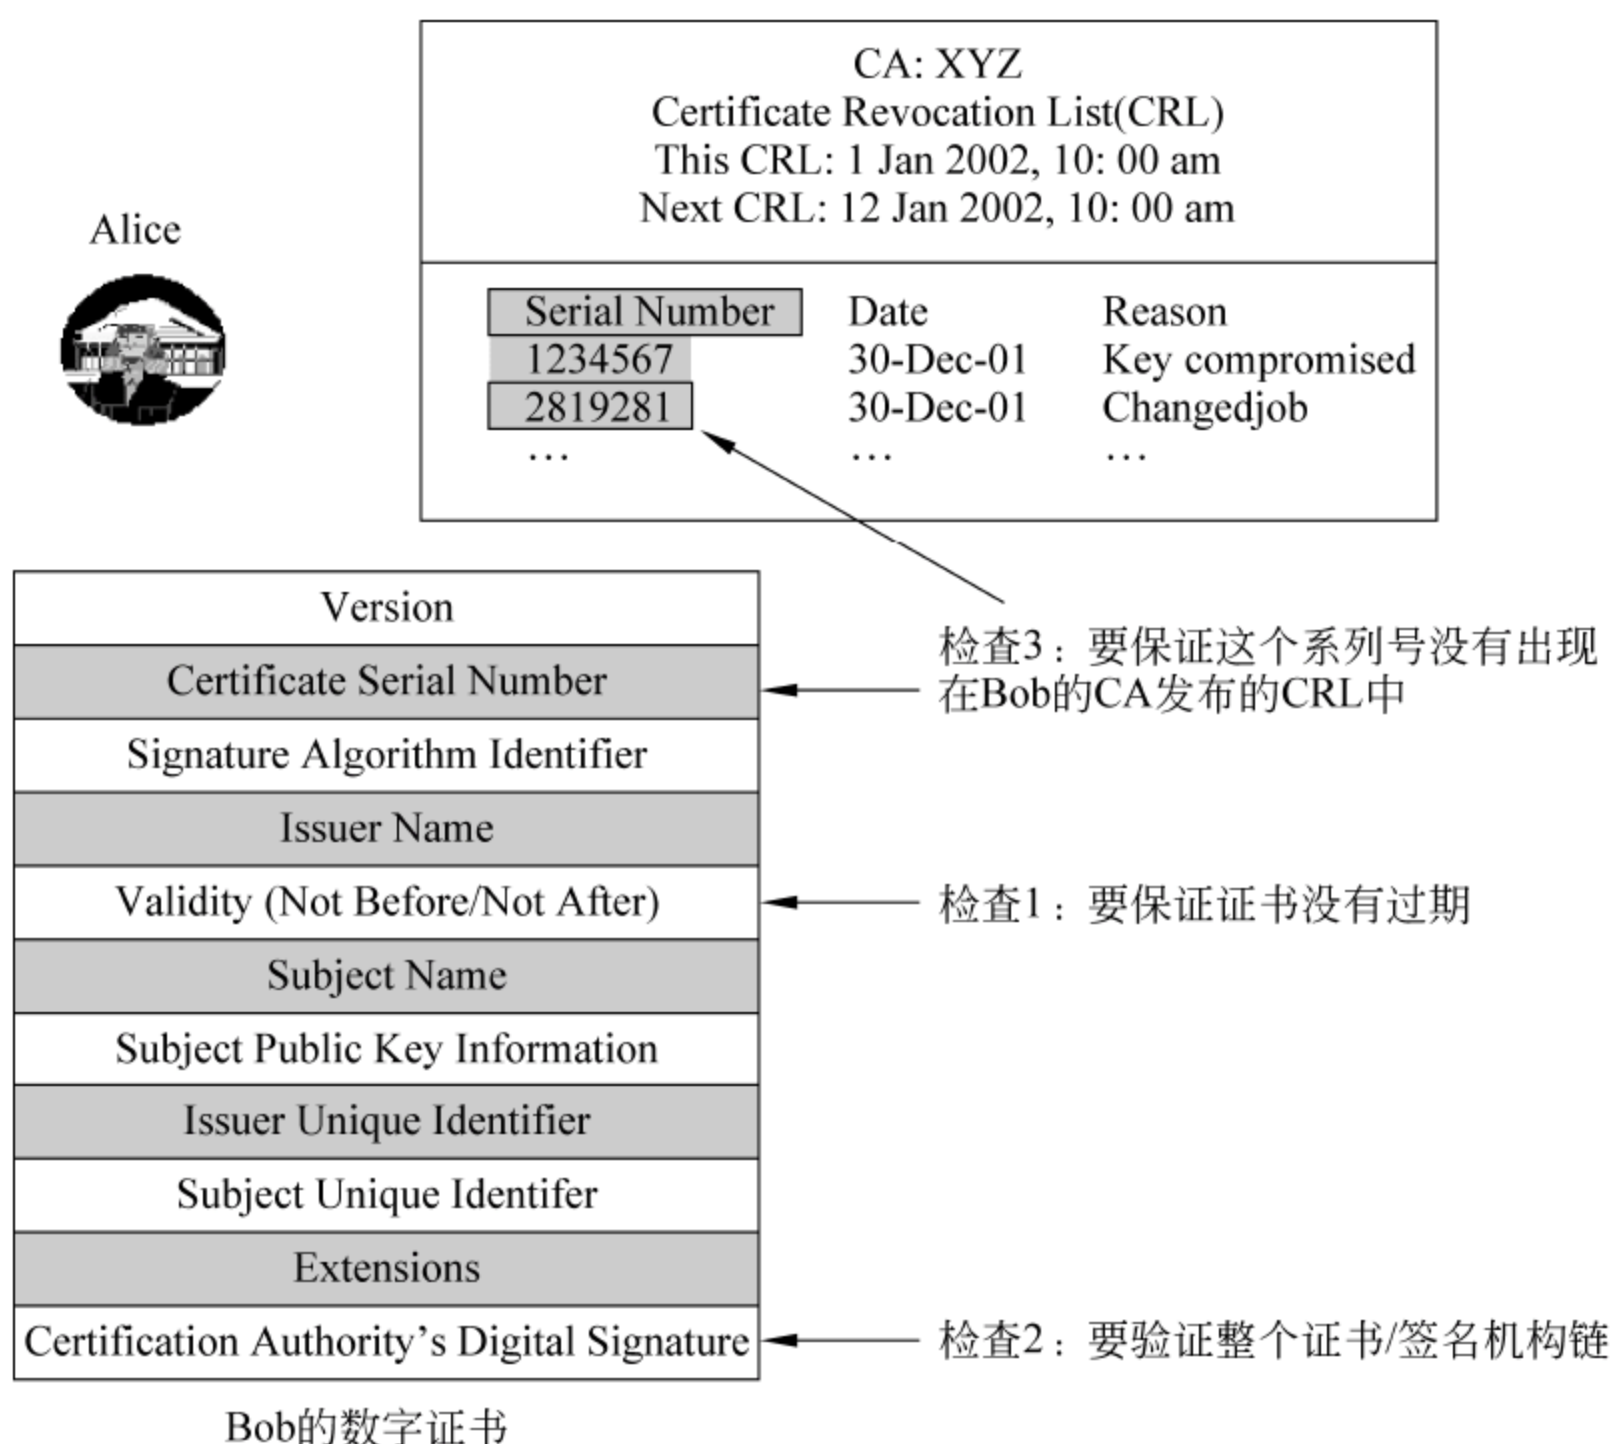 CA: XYZ
Certificate Revocation List(CRL)
This CRL: 1 Jan 2002, 10: 00 am
Next CRL: 12 Jan 2002, 10: 00 am
Alice
Serial Number Date Reason
1234567 30-Dec-01 Key compromised
2819281 30-Dec-01 Changedjob
… … …
Version
Certificate Serial Number
Signature Algorithm Identifier
Issuer Name
Validity (Not Before/Not After)
Subject Name
Subject Public Key Information
Issuer Unique Identifier
Subject Unique Identifer
Extensions
Certification Authority’s Digital Signature
Bob的数字证书
检查3：要保证这个系列号没有出现
在Bob的CA发布的CRL中
检查1：要保证证书没有过期
检查2：要验证整个证书/签名机构链